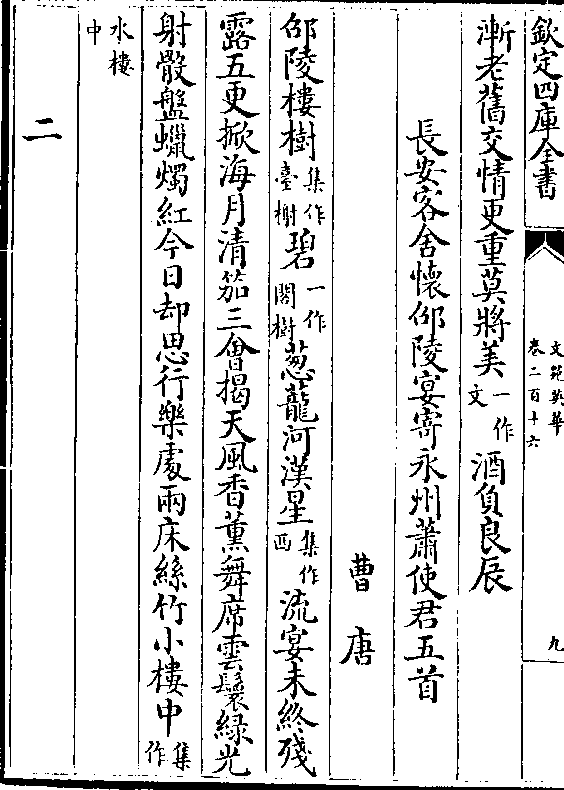 欽定四庫全書
文苑英華
卷二百十六
九
漸老舊交情更重莫將美一作文酒負良辰
長安客舍懷邵陵宴寄永州蕭使君五首
曹唐
邵陵樓樹集作臺榭碧一作閣樹葱蘢河漢星集作西流宴未終殘
露五更掀海月清笳三會揭天風香薰舞席雲鬟緑光
射骰盤蠟燭紅今日却思行樂處兩床絲竹小樓中集作
水樓中
二